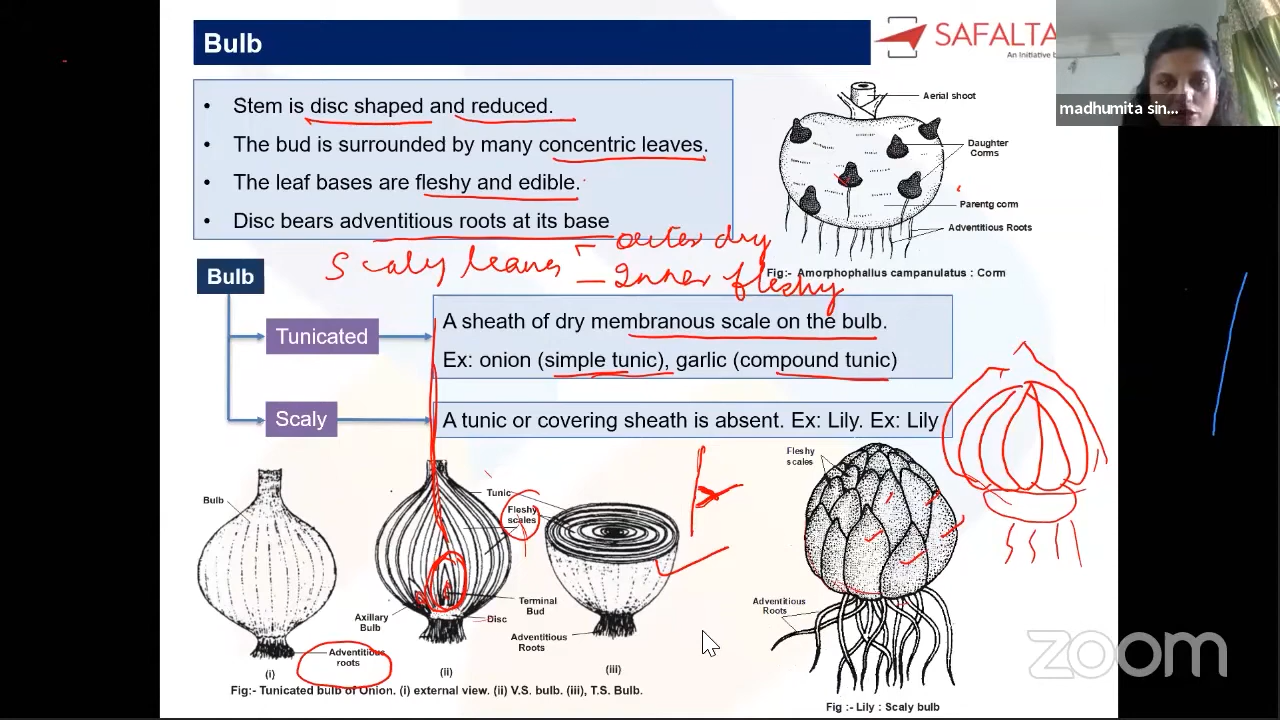 Bulb
SAFALTA
An Initiative b
madhumita sin...
• Stem is disc shaped and reduced.
• The bud is surrounded by many concentric leaves.
• The leaf bases are fleshy and edible.
• Disc bears adventitious roots at its base
Aerial shoot
Daughter
Corms
Parentg corm
Adventitious Roots
Fig:- Amorphophallus campanulatus : Corm
Scaly leaves
outer dry
Inner fleshy
Bulb
Tunicated
A sheath of dry membranous scale on the bulb.
Ex: onion (simple tunic), garlic (compound tunic)
Scaly
A tunic or covering sheath is absent. Ex: Lily. Ex: Lily
Bulb
Adventitious
roots
(i)
Tunic
Fleshy
scales
Terminal
Bud
Axillary
Bulb
Disc
(ii)
Adventitious
Roots
(iii)
Fig:- Tunicated bulb of Onion. (i) external view. (ii) V.S. bulb. (iii), T.S. Bulb.
Fleshy
scales
Adventitious
Roots
Fig :- Lily : Scaly bulb
zoom